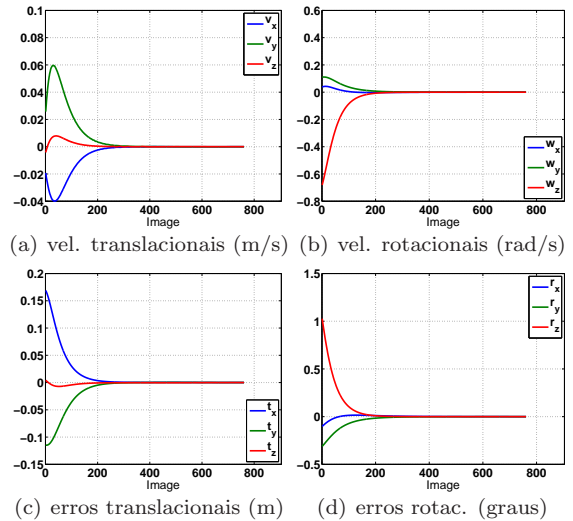 0.1
0.08
0.06
0.04
0.02
0
−0.02
−0.04
0 200 400 600 800
Image
v_x
v_y
v_z
0.6
0.4
0.2
0
−0.2
−0.4
−0.6
−0.8
0 200 400 600 800
Image
w_x
w_y
w_z
(a) vel. translacionais (m/s) (b) vel. rotacionais (rad/s)
0.2
0.15
0.1
0.05
0
−0.05
−0.1
−0.15
0 200 400 600 800
Image
t_x
t_y
t_z
1.5
1
0.5
0
−0.5
0 200 400 600 800
Image
r_x
r_y
r_z
(c) erros translacionais (m) (d) erros rotac. (graus)